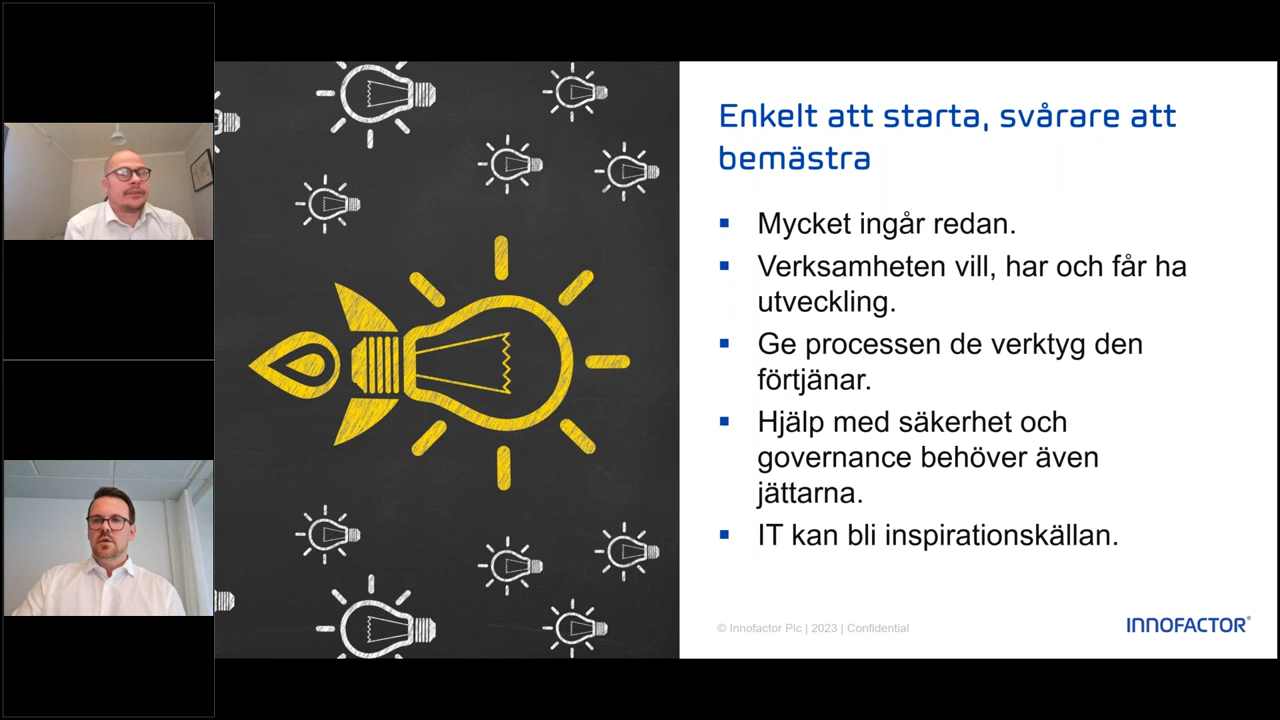 Enkelt att starta, svårare att
bemästra
▪ Mycket ingår redan.
▪ Verksamheten vill, har och får ha
utveckling.
▪ Ge processen de verktyg den
förtjänar.
▪ Hjälp med säkerhet och
governance behöver även
jättarna.
▪ IT kan bli inspirationskällan.
© Innofactor Plc | 2023 | Confidential
INNOFACTOR®